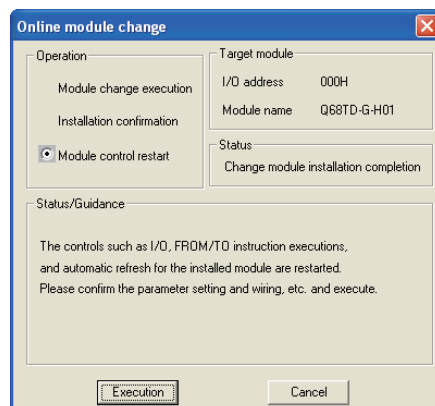 Online module change
Operation
Module change execution
Installation confirmation
Module control restart
Target module
I/O address 000H
Module name Q68TD-G-H01
Status
Change module installation completion
Status/Guidance
The controls such as I/O, FROM/TO instruction executions,
and automatic refresh for the installed module are restarted.
Please confirm the parameter setting and wiring, etc. and execute.
Execution Cancel